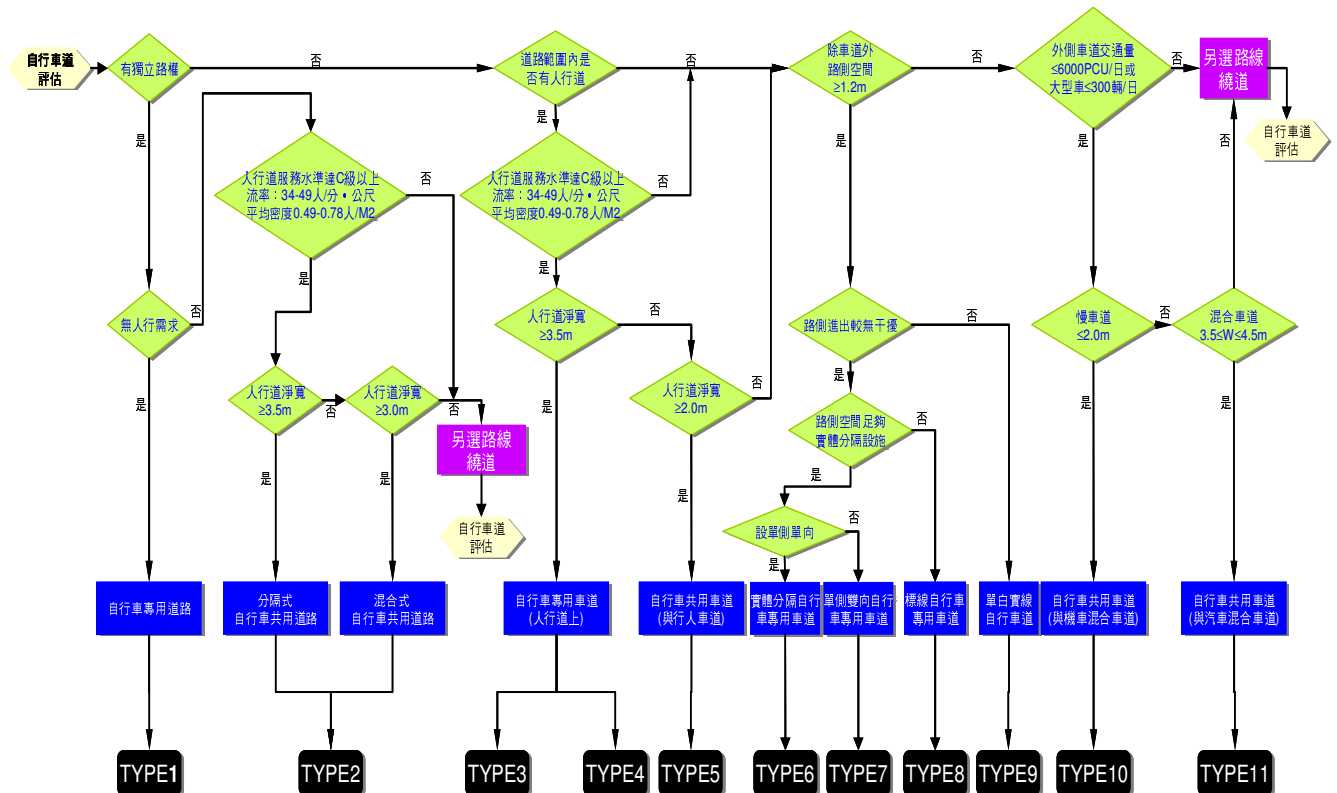 自行車道
評估
有獨立路權
否
道路範圍內是
否有人行道
否
除車道外
路側空間
≥1.2m
否
外側車道交通量
≤6000PCU/日或
大型車≤300輛/日
否
另選路線
繞道
自行車道
評估
是
否
是
是
是
否
人行道服務水準達C級以上
流率：34-49人/分•公尺
平均密度0.49-0.78人/M2
否
人行道服務水準達C級以上
流率：34-49人/分•公尺
平均密度0.49-0.78人/M2
否
是
是
無人行需求
否
人行道淨寬
≥3.5m
否
路側進出較無干擾
否
慢車道
≤2.0m
否
混合車道
3.5≤W≤4.5m
是
人行道淨寬
≥3.5m
否
人行道淨寬
≥3.0m
否
人行道淨寬
≥2.0m
否
是
路側空間足夠
實體分隔設施
否
是
是
另選路線
繞道
自行車道
評估
是
是
是
是
是
設單側單向
否
是
自行車專用道路
分隔式
自行車共用道路
混合式
自行車共用道路
自行車專用車道
(人行道上)
自行車共用車道
(與行人車道)
實體分隔自行
車專用車道
單側雙向自行
車專用車道
標線自行車
專用車道
單白實線
自行車道
自行車共用車道
(與機車混合車道)
自行車共用車道
(與汽車混合車道)
TYPE1
TYPE2
TYPE3
TYPE4
TYPE5
TYPE6
TYPE7
TYPE8
TYPE9
TYPE10
TYPE11